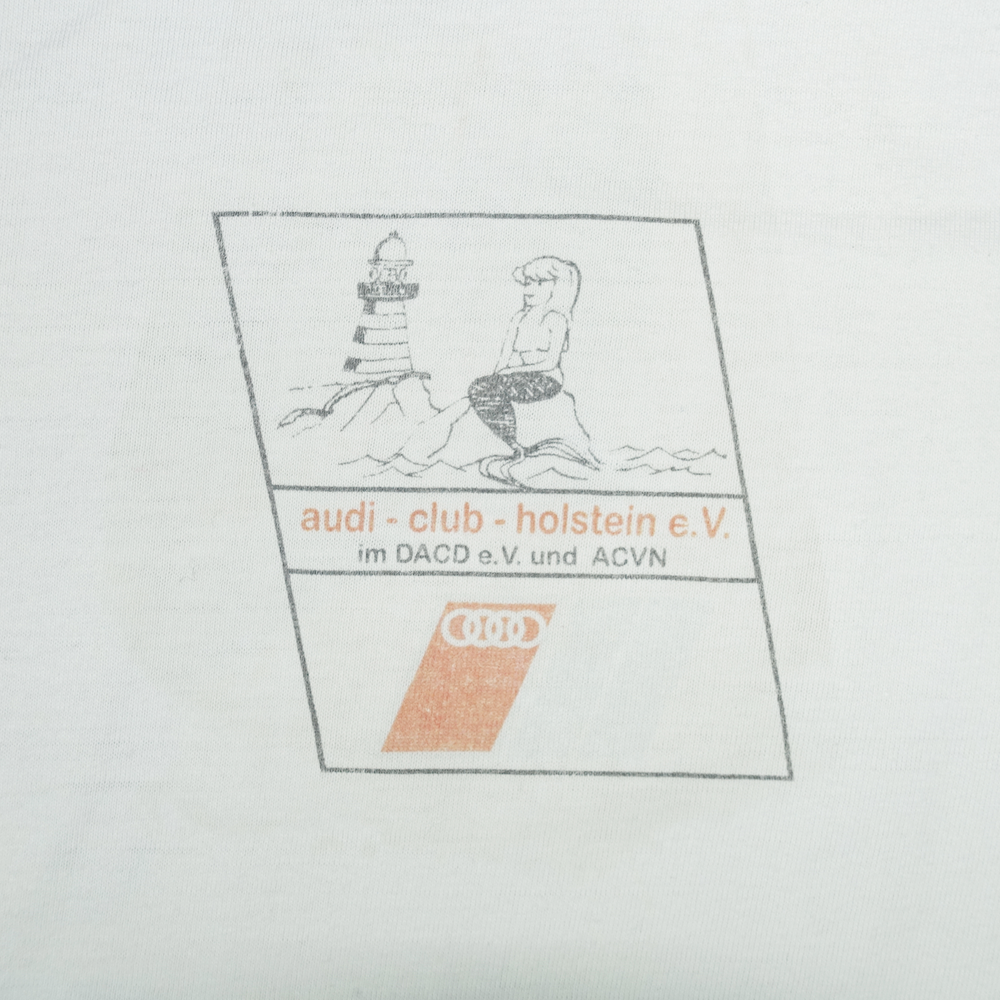 audi - club - holstein e.V.
im DACD e.V. und ACVN